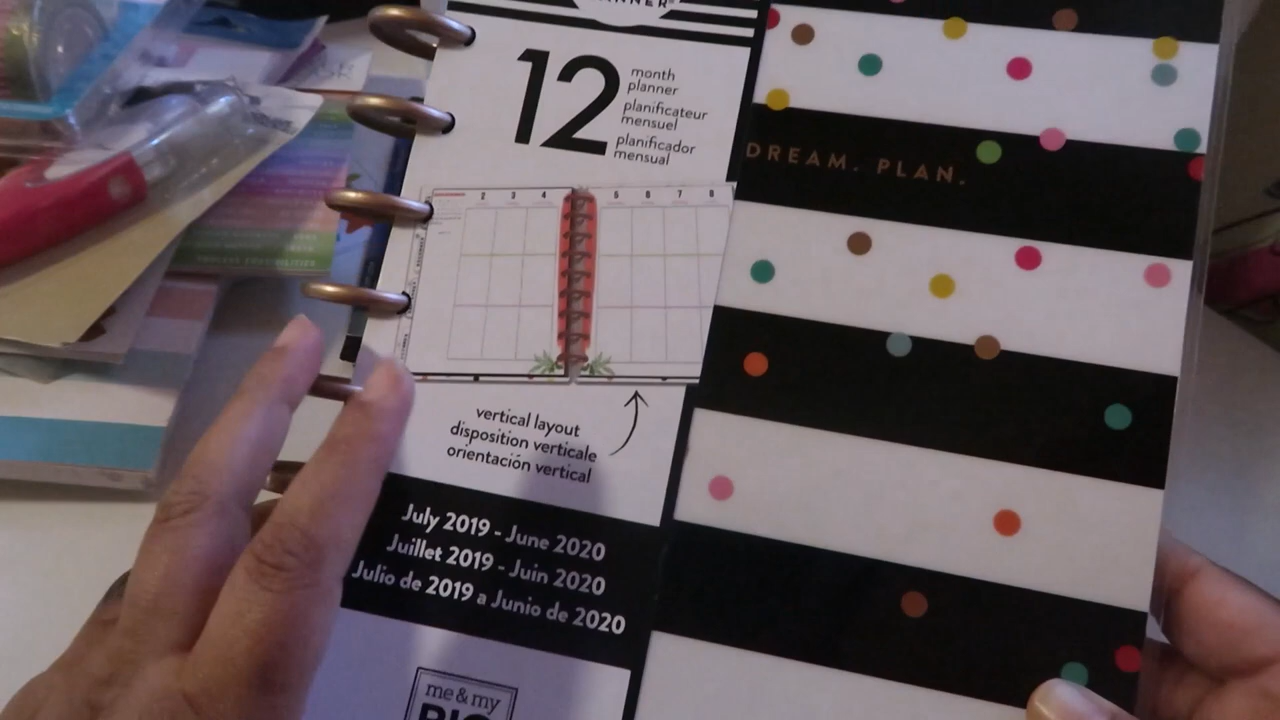 PLANNER
12
month
planner
planificateur
mensuel
planificador
mensual
2 3 4 5 6 7 8
vertical layout
disposition verticale
orientación vertical
July 2019 - June 2020
Juillet 2019 - Juin 2020
Julio de 2019 a Junio de 2020
me & my
BIG
DREAM. PLAN.